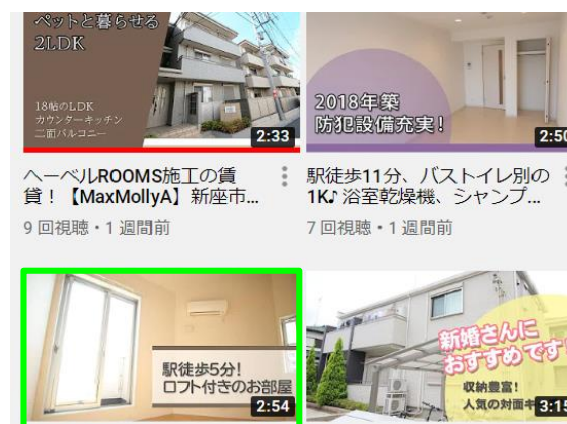 ペットと暮らせる
2LDK
18帖のLDK
カウンターキッチン
二面バルコニー
2:33
ヘーベルROOMS施工の賃
貸！【MaxMollyA】新座市...
9 回視聴・1 週間前
2018年築
防犯設備充実！
2:50
駅徒歩11分、バストイレ別の
1K♪ 浴室乾燥機、シャンプ...
7 回視聴・1 週間前
駅徒歩5分！
ロフト付きのお部屋
2:54
新婚さんに
おすすめです！
収納豊富！
人気の対面キ
3:15